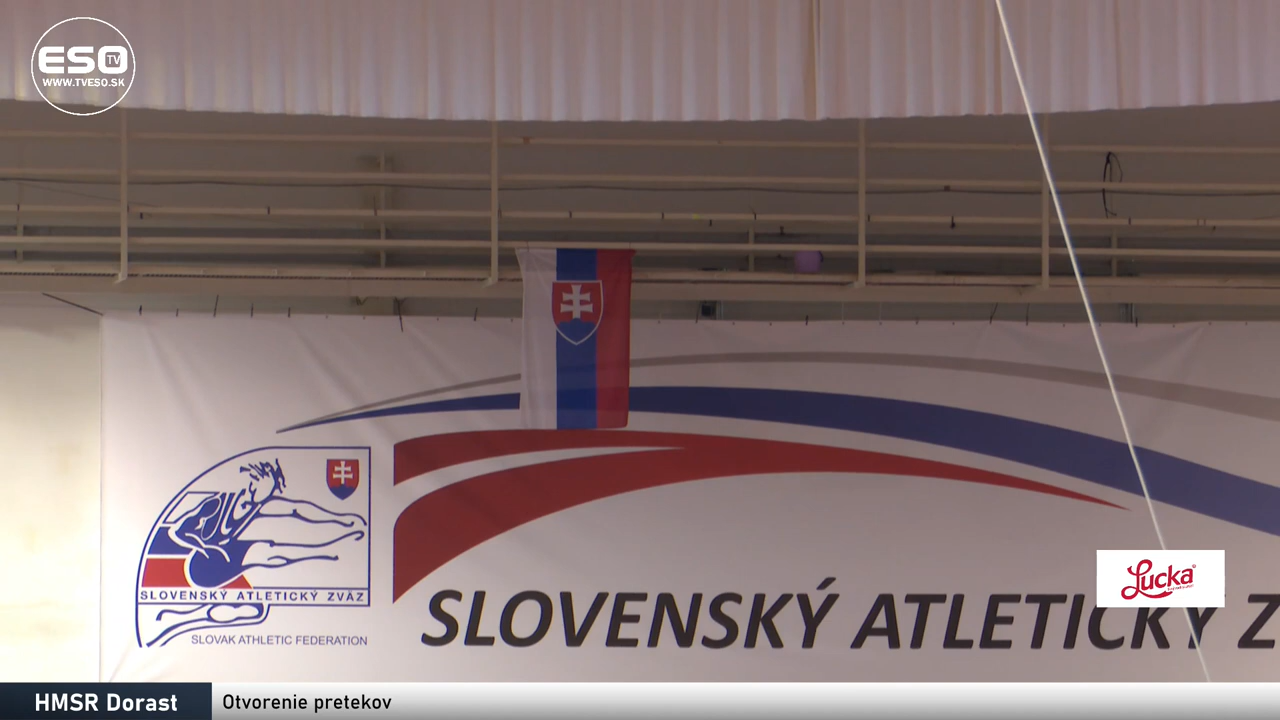 ESO TV
WWW.TVESO.SK
SLOVENSKÝ ATLETICKÝ ZVÄZ
SLOVAK ATHLETIC FEDERATION
SLOVENSKÝ ATLETICKÝ Z
Lucka
HMSR Dorast
Otvorenie pretekov